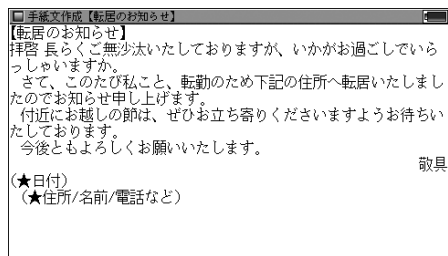 手紙文作成【転居のお知らせ】
【転居のお知らせ】
拝啓 長らくご無沙汰いたしておりますが、いかがお過ごしでいら
っしゃいますか。
さて、このたび私こと、転勤のため下記の住所へ転居いたしまし
たのでお知らせ申し上げます。
付近にお越しの節は、ぜひお立ち寄りくださいますようお待ちい
たしております。
今後ともよろしくお願いいたします。
敬具
(★日付)
(★住所/名前/電話など)